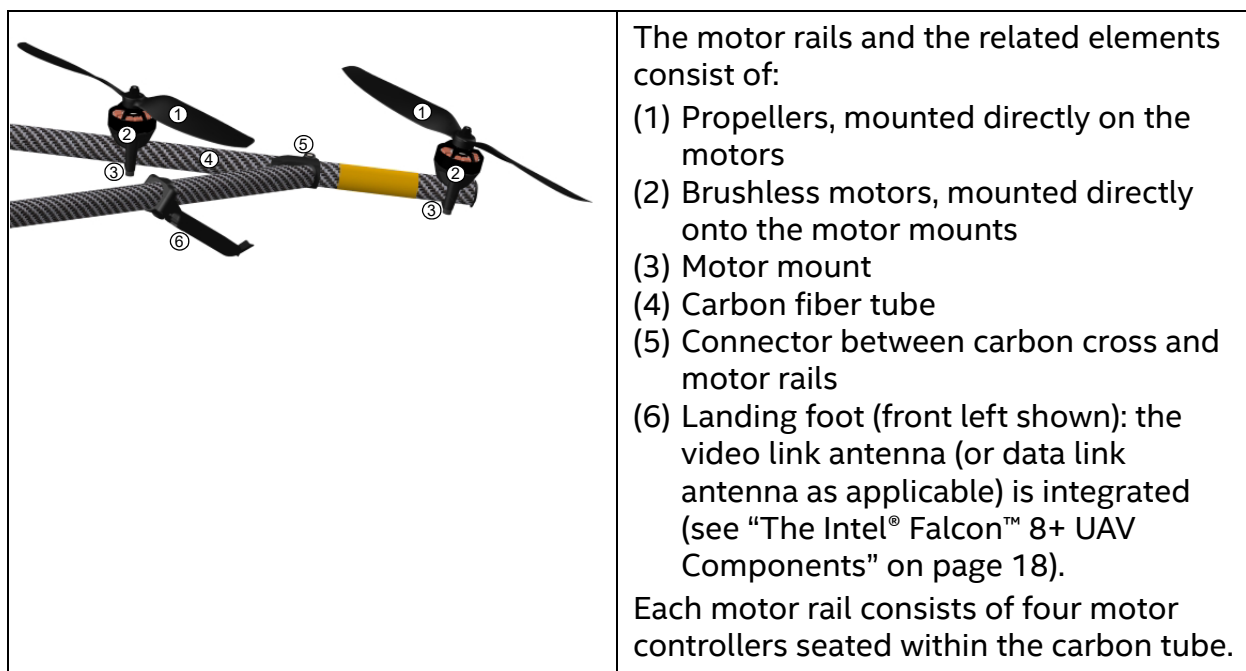 ①
①
②
⑤
④
②
③
③
⑥
The motor rails and the related elements
consist of:
(1) Propellers, mounted directly on the
motors
(2) Brushless motors, mounted directly
onto the motor mounts
(3) Motor mount
(4) Carbon fiber tube
(5) Connector between carbon cross and
motor rails
(6) Landing foot (front left shown): the
video link antenna (or data link
antenna as applicable) is integrated
(see “The Intel® Falcon™ 8+ UAV
Components” on page 18).
Each motor rail consists of four motor
controllers seated within the carbon tube.